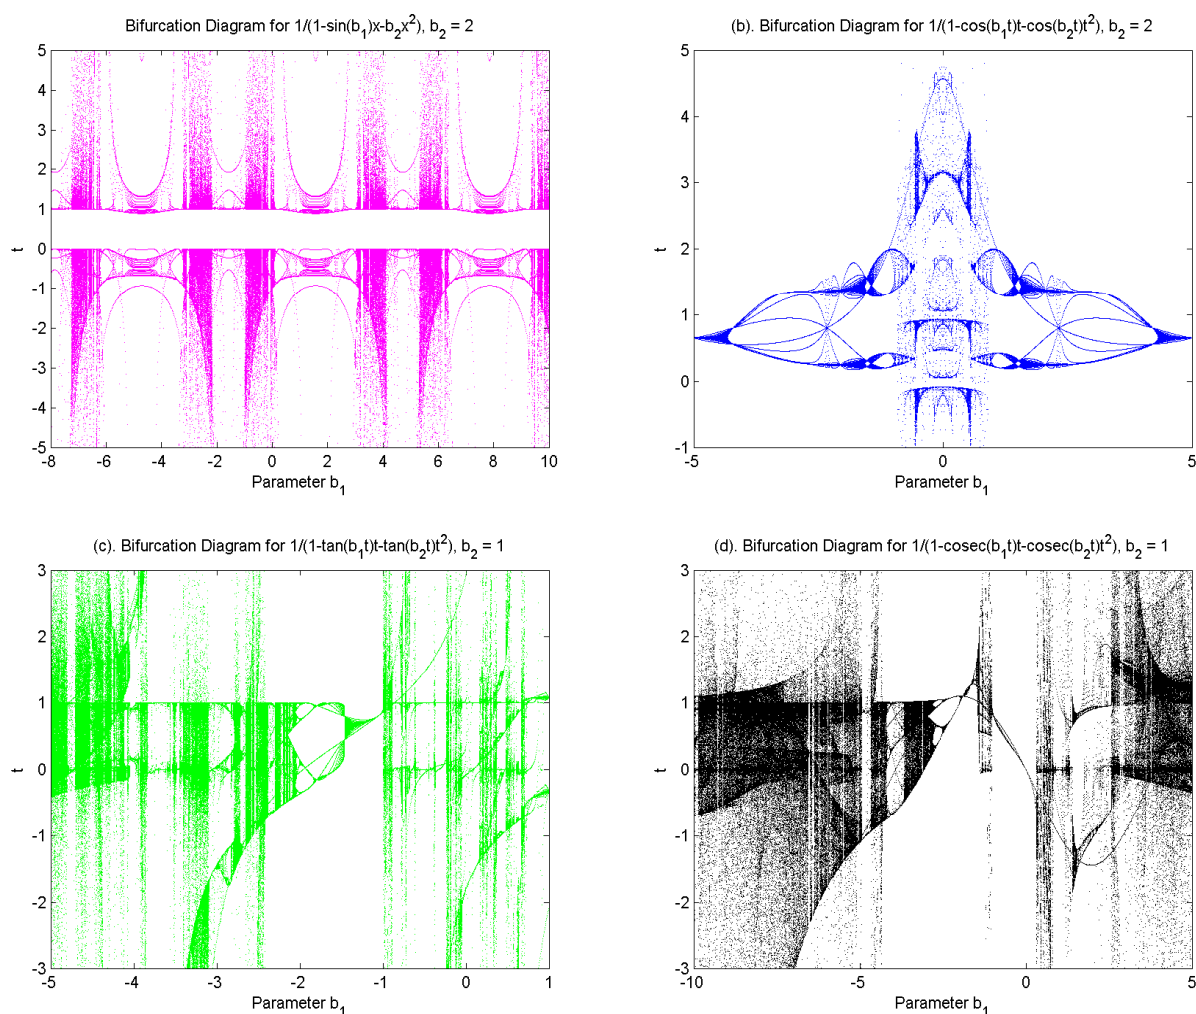 Bifurcation Diagram for 1/(1-sin(b₁)x-b₂x²), b₂ = 2
5
4
3
2
1
0
-1
-2
-3
-4
-5
t
-8 -6 -4 -2 0 2 4 6 8 10
Parameter b₁
(b). Bifurcation Diagram for 1/(1-cos(b₁t)t-cos(b₂t)t²), b₂ = 2
5
4
3
2
1
0
-1
t
-5 0 5
Parameter b₁
(c). Bifurcation Diagram for 1/(1-tan(b₁t)t-tan(b₂t)t²), b₂ = 1
3
2
1
0
-1
-2
-3
t
-5 -4 -3 -2 -1 0 1
Parameter b₁
(d). Bifurcation Diagram for 1/(1-cosec(b₁t)t-cosec(b₂t)t²), b₂ = 1
3
2
1
0
-1
-2
-3
t
-10 -5 0 5
Parameter b₁